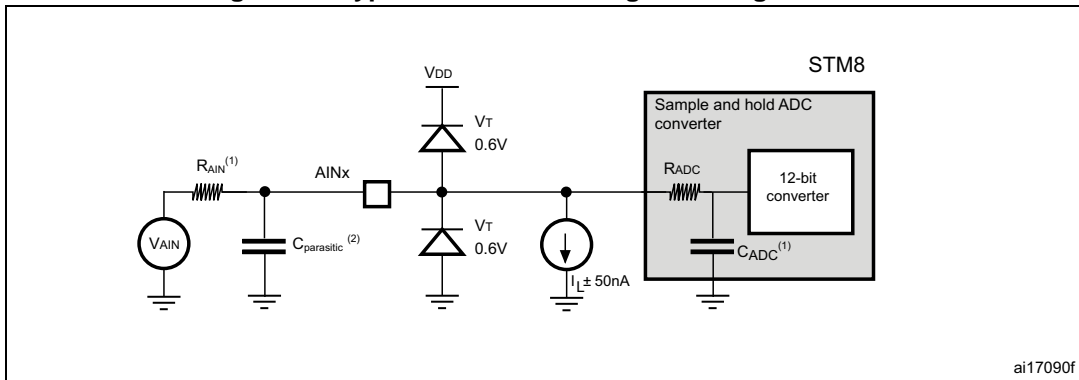 STM8
VDD
Sample and hold ADC
converter
VT
0.6V
RAIN(1)
AINx
RADC
12-bit
converter
VAIN
Cparasitic (2)
VT
0.6V
IL± 50nA
CADC(1)
ai17090f